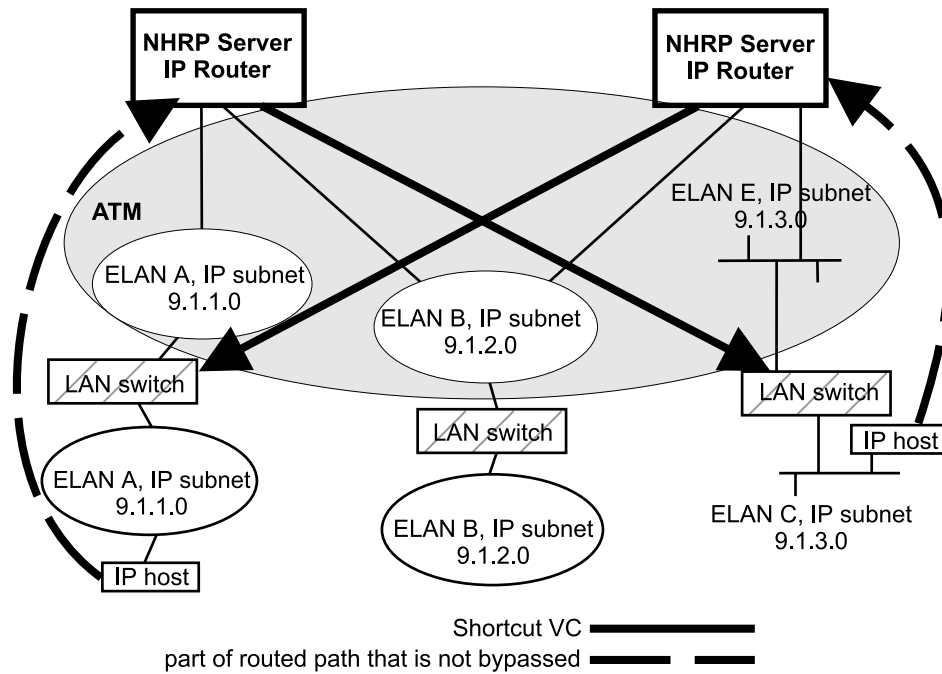 NHRP Server
IP Router
NHRP Server
IP Router
ATM
ELAN E, IP subnet
9.1.3.0
ELAN A, IP subnet
9.1.1.0
ELAN B, IP subnet
9.1.2.0
LAN switch
LAN switch
LAN switch
IP host
ELAN A, IP subnet
9.1.1.0
ELAN B, IP subnet
9.1.2.0
ELAN C, IP subnet
9.1.3.0
IP host
Shortcut VC
part of routed path that is not bypassed